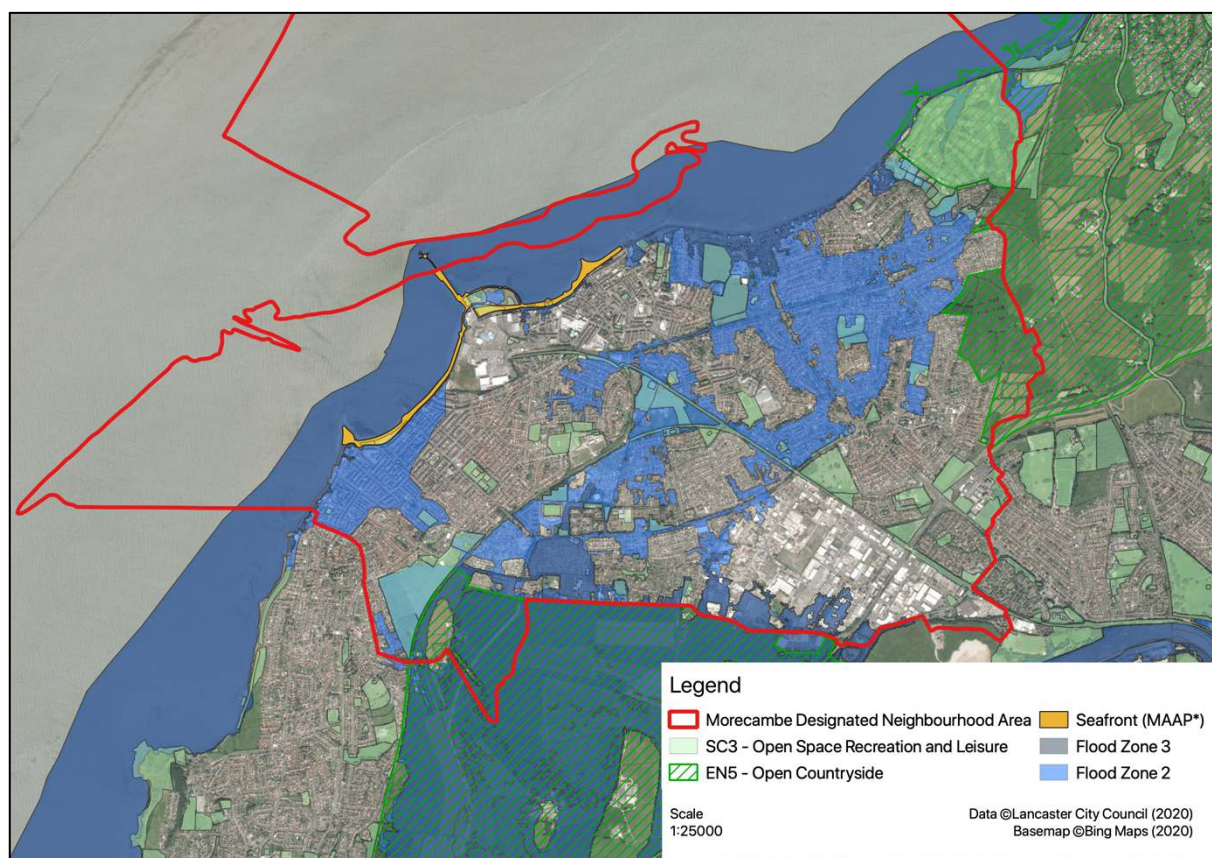 Legend
Morecambe Designated Neighbourhood Area
SC3 - Open Space Recreation and Leisure
EN5 - Open Countryside
Seafront (MAAP*)
Flood Zone 3
Flood Zone 2
Scale
1:25000
Data ©Lancaster City Council (2020)
Basemap ©Bing Maps (2020)